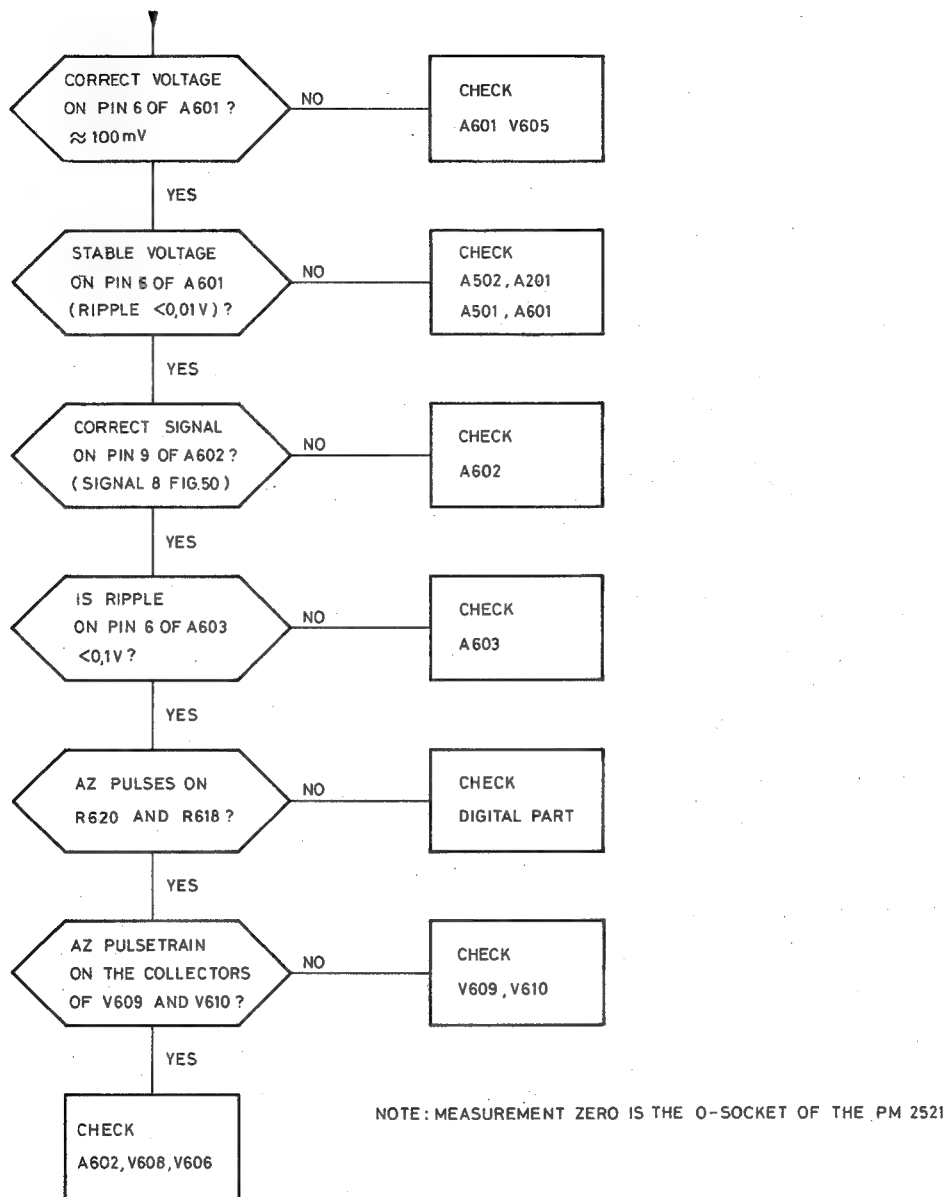 CORRECT VOLTAGE
ON PIN 6 OF A601 ?
≈ 100mV
NO
CHECK
A601 V605
YES
STABLE VOLTAGE
ON PIN 6 OF A601
(RIPPLE <0,01V) ?
NO
CHECK
A502, A201
A501, A601
YES
CORRECT SIGNAL
ON PIN 9 OF A602 ?
(SIGNAL 8 FIG.50)
NO
CHECK
A602
YES
IS RIPPLE
ON PIN 6 OF A603
<0,1V ?
NO
CHECK
A603
YES
AZ PULSES ON
R620 AND R618 ?
NO
CHECK
DIGITAL PART
YES
AZ PULSETRAIN
ON THE COLLECTORS
OF V609 AND V610 ?
NO
CHECK
V609, V610
YES
CHECK
A602, V608, V606
NOTE: MEASUREMENT ZERO IS THE O-SOCKET OF THE PM 2521